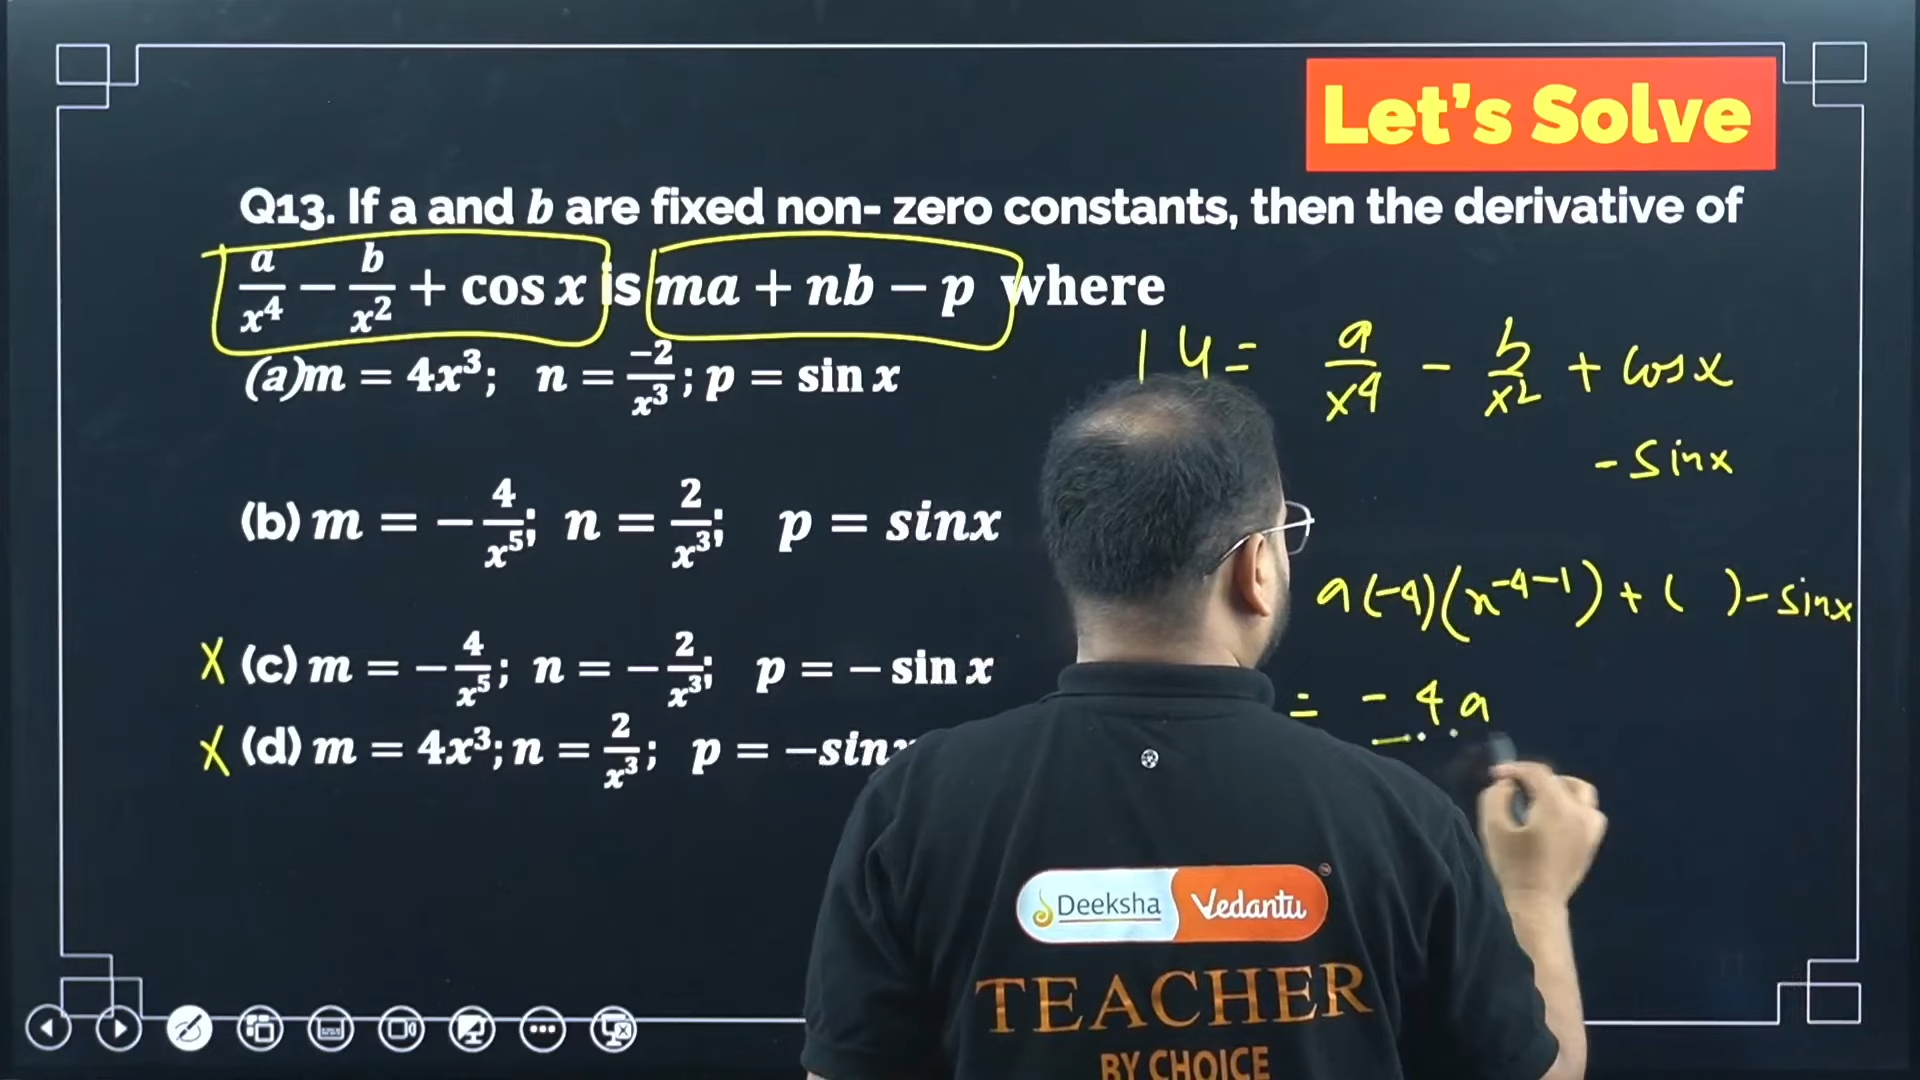 Let's Solve
Q13. If a and b are fixed non- zero constants, then the derivative of
a/x⁴ − b/x² + cos x is ma + nb − p where
(a)m = 4x³; n = −2/x³; p = sin x
(b) m = −4/x⁵; n = 2/x³; p = sinx
X (c) m = −4/x⁵; n = −2/x³; p = − sin x
X (d) m = 4x³; n = 2/x³; p = −sin
= a/x⁴ − b/x² + cosx
- sinx
a(-4)(x⁻⁴⁻¹) + ( ) - sinx
= - 4a
Deeksha Vedantu
TEACHER
BY CHOICE